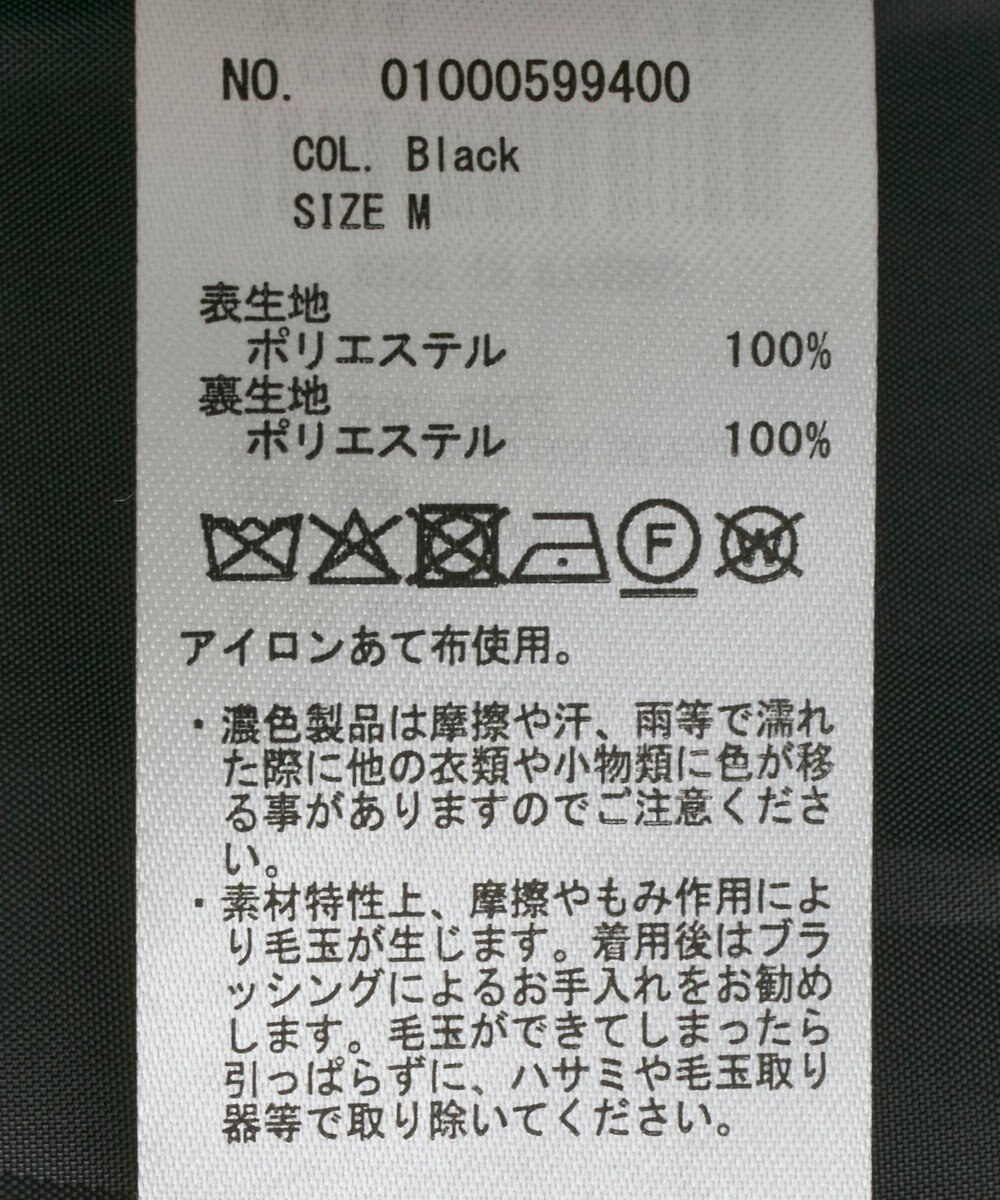 NO. 01000599400
COL. Black
SIZE M
表生地
ポリエステル 100%
裏生地
ポリエステル 100%
F W
アイロンあて布使用。
・濃色製品は摩擦や汗、雨等で濡れ
た際に他の衣類や小物類に色が移
る事がありますのでご注意くださ
い。
・素材特性上、摩擦やもみ作用によ
り毛玉が生じます。着用後はブラ
ッシングによるお手入れをお勧め
します。毛玉ができてしまったら
引っぱらずに、ハサミや毛玉取り
器等で取り除いてください。